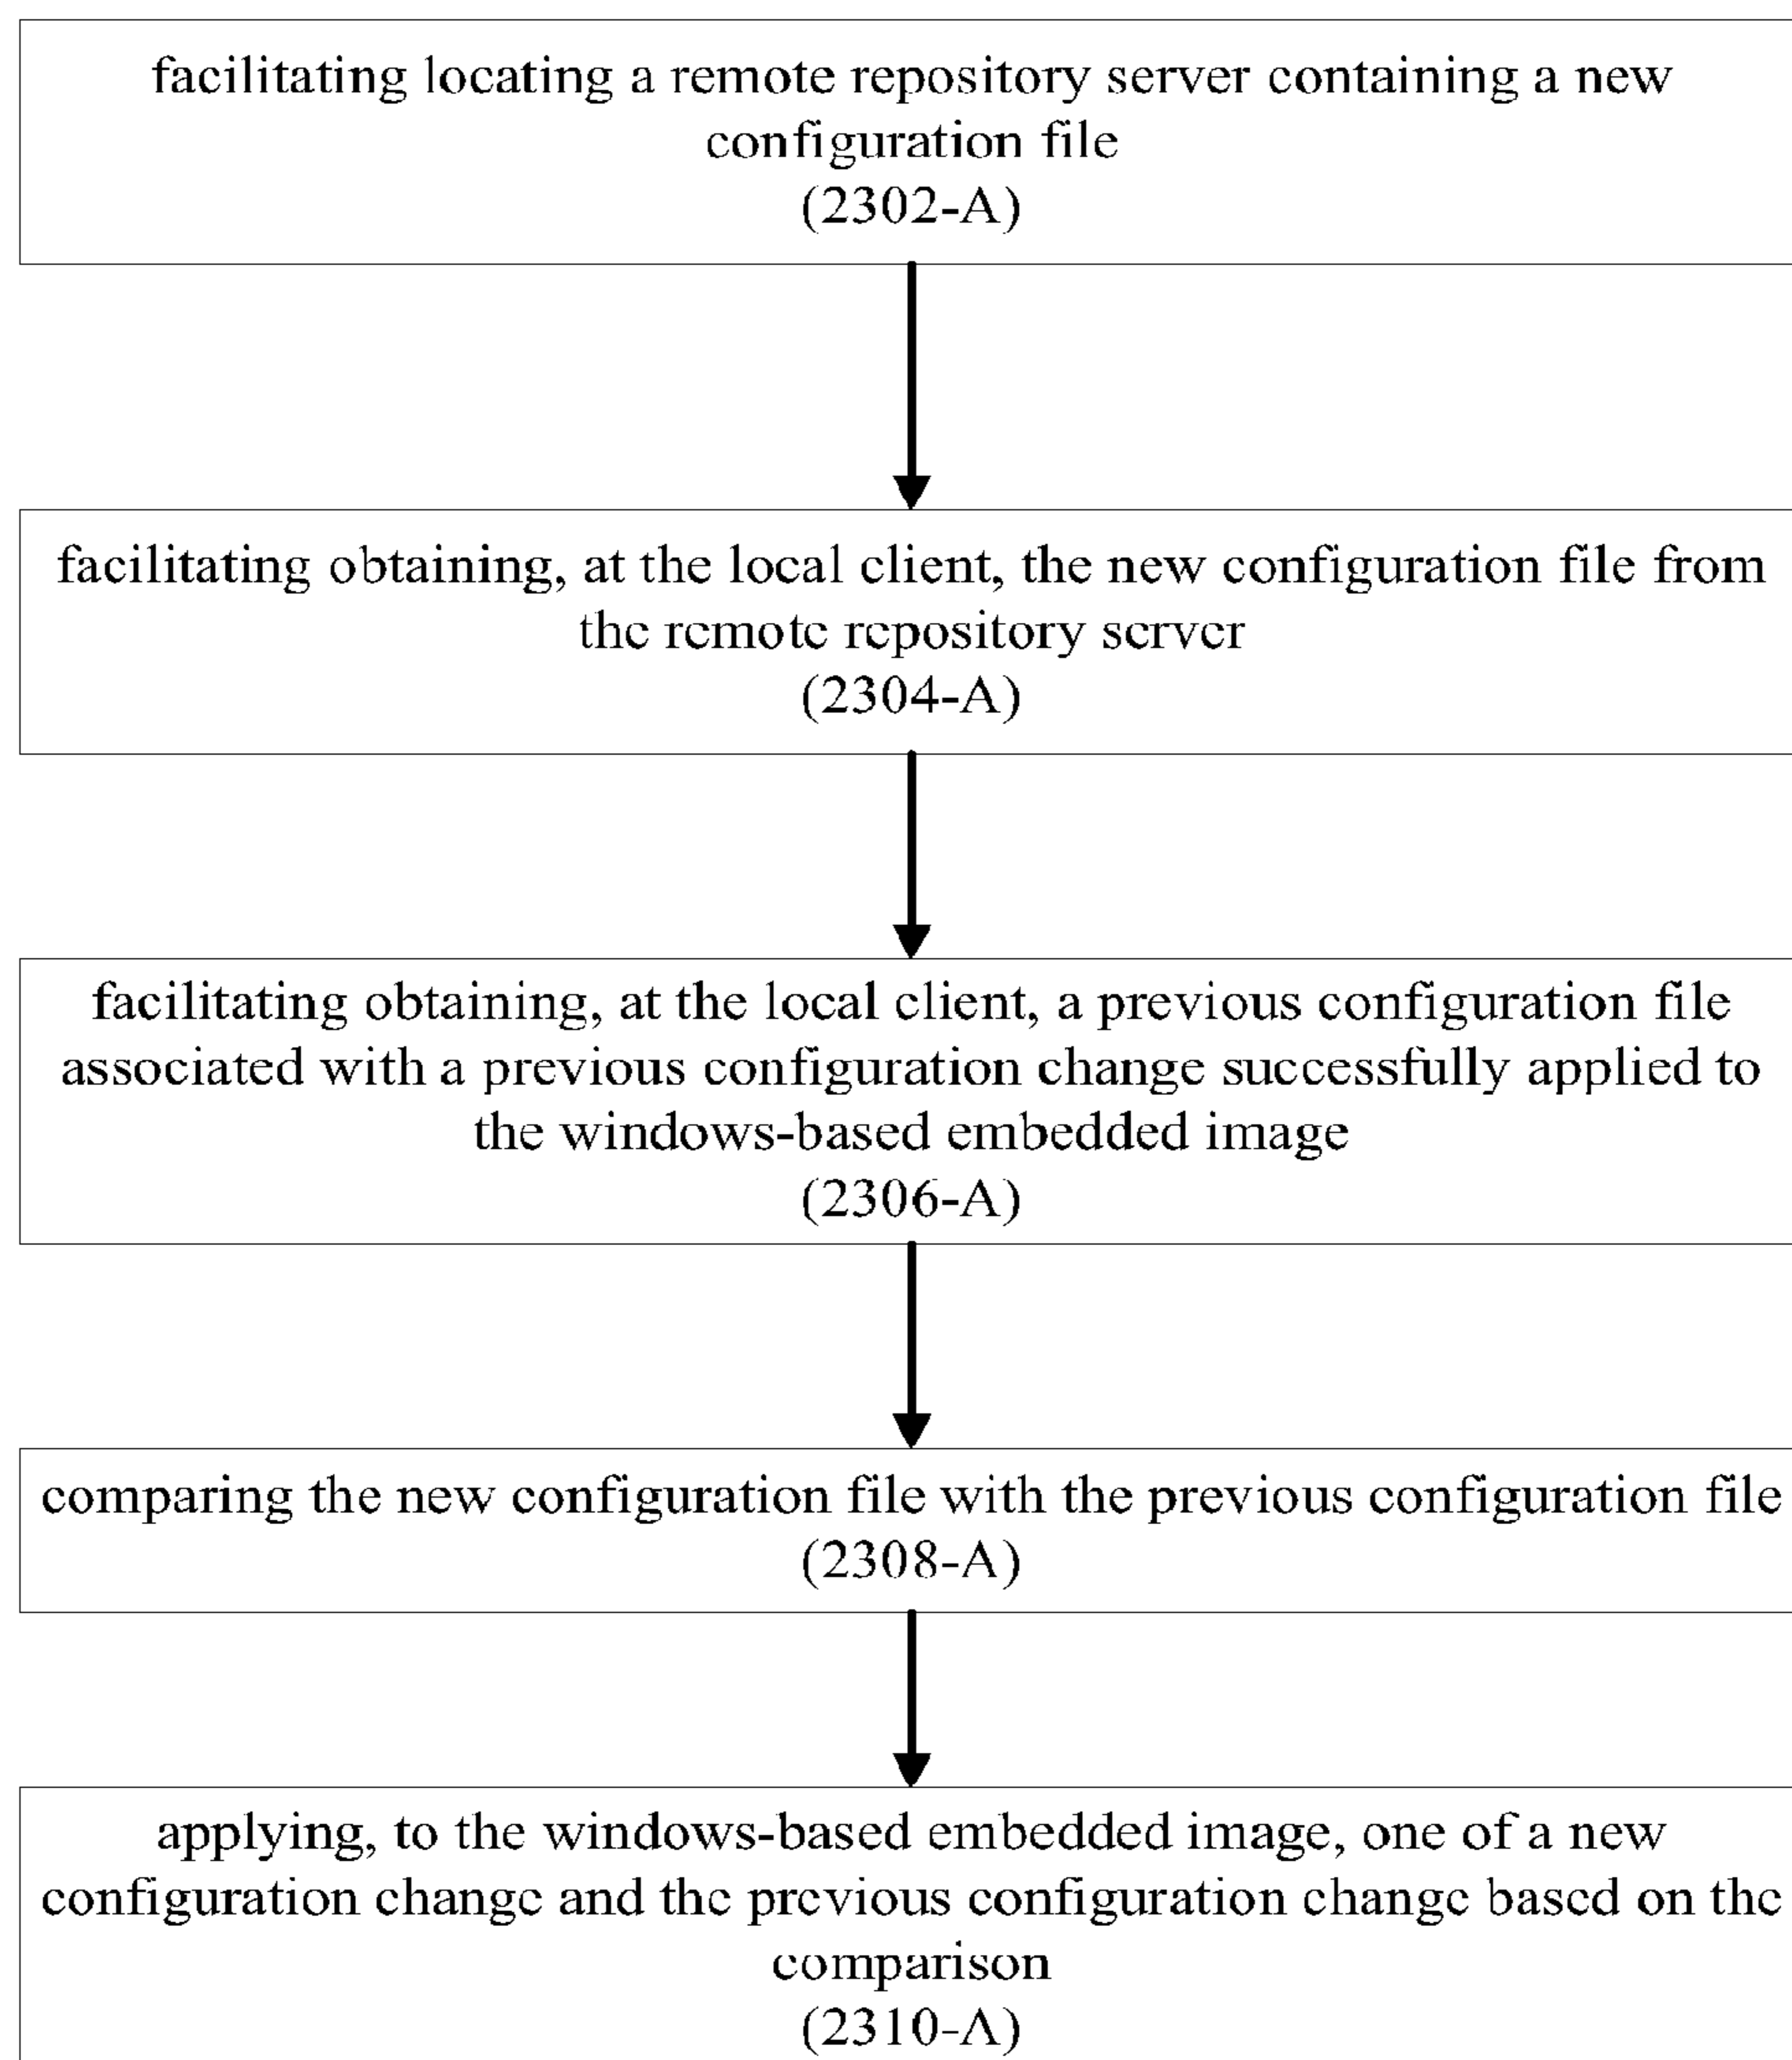 facilitating locating a remote repository server containing a new
configuration file
(2302-A)
facilitating obtaining, at the local client, the new configuration file from
the remote repository server
(2304-A)
facilitating obtaining, at the local client, a previous configuration file
associated with a previous configuration change successfully applied to
the windows-based embedded image
(2306-A)
comparing the new configuration file with the previous configuration file
(2308-A)
applying, to the windows-based embedded image, one of a new
configuration change and the previous configuration change based on the
comparison
(2310-A)